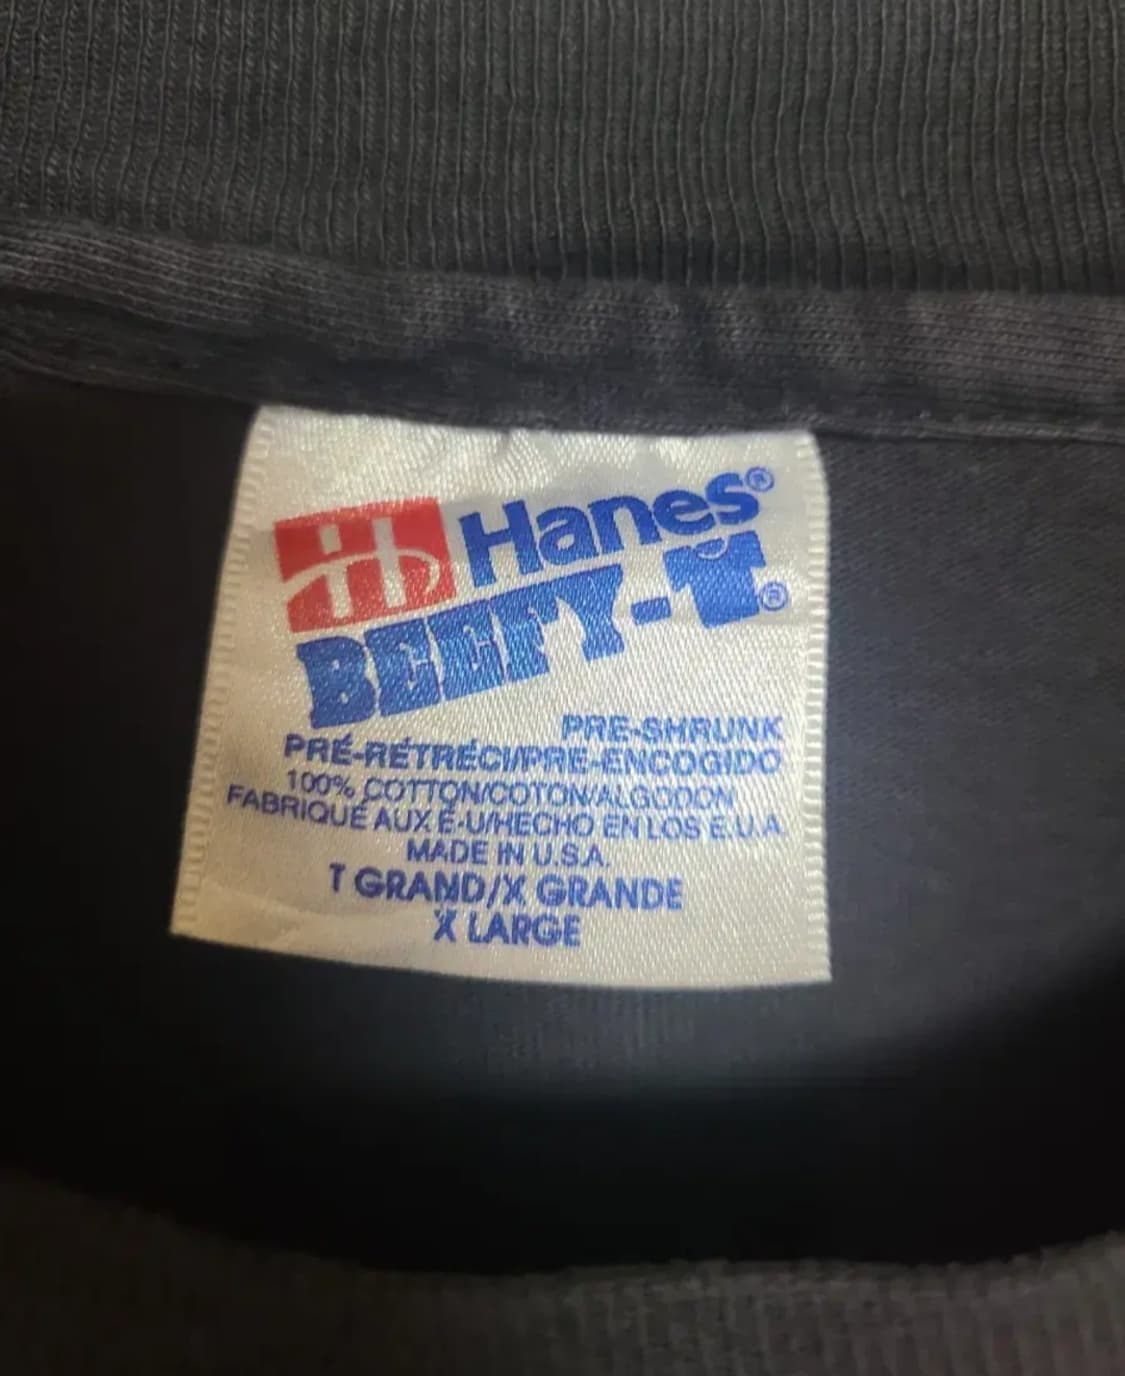 Hanes®
BEEFY-T®
PRE-SHRUNK
PRÉ-RÉTRÉCI/PRE-ENCOGIDO
100% COTTON/COTON/ALGODON
FABRIQUÉ AUX É-U/HECHO EN LOS E.U.A
MADE IN U.S.A.
T GRAND/X GRANDE
X LARGE